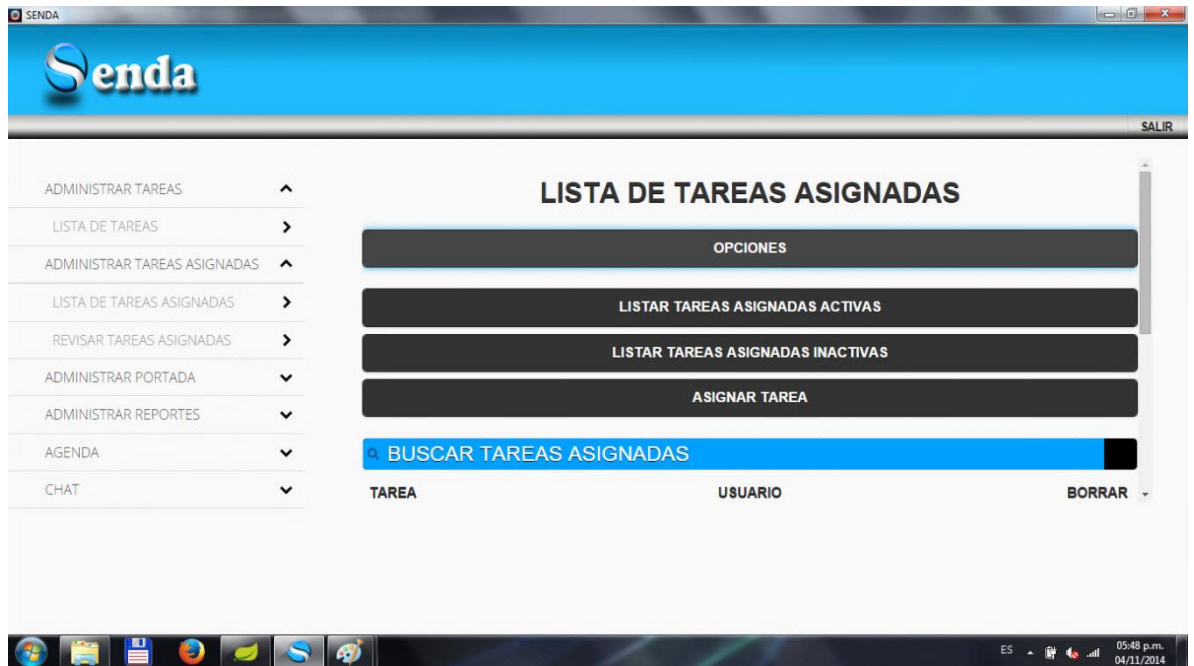 SENDA
Senda
SALIR
ADMINISTRAR TAREAS
LISTA DE TAREAS
ADMINISTRAR TAREAS ASIGNADAS
LISTA DE TAREAS ASIGNADAS
REVISAR TAREAS ASIGNADAS
ADMINISTRAR PORTADA
ADMINISTRAR REPORTES
AGENDA
CHAT
LISTA DE TAREAS ASIGNADAS
OPCIONES
LISTAR TAREAS ASIGNADAS ACTIVAS
LISTAR TAREAS ASIGNADAS INACTIVAS
ASIGNAR TAREA
BUSCAR TAREAS ASIGNADAS
TAREA USUARIO BORRAR
ES 05:48 p.m.
04/11/2014